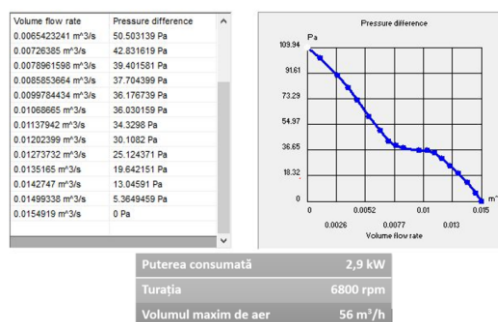 Volume flow rate Pressure difference
0.0065423241 m^3/s 50.503139 Pa
0.00726385 m^3/s 42.831619 Pa
0.0078961598 m^3/s 39.401581 Pa
0.0085853664 m^3/s 37.704399 Pa
0.0099784434 m^3/s 36.176739 Pa
0.01068665 m^3/s 36.030159 Pa
0.01137942 m^3/s 34.3298 Pa
0.01202399 m^3/s 30.1082 Pa
0.01273732 m^3/s 25.124371 Pa
0.0135165 m^3/s 19.642151 Pa
0.0142747 m^3/s 13.04591 Pa
0.01499338 m^3/s 5.3649459 Pa
0.0154919 m^3/s 0 Pa
Pressure difference
Pa
109.94
91.61
73.29
54.97
36.65
18.32
0
0 0.0052 0.01 0.015 m^
0.0026 0.0077 0.013
Volume flow rate
Puterea consumată 2,9 kW
Turația 6800 rpm
Volumul maxim de aer 56 m³/h